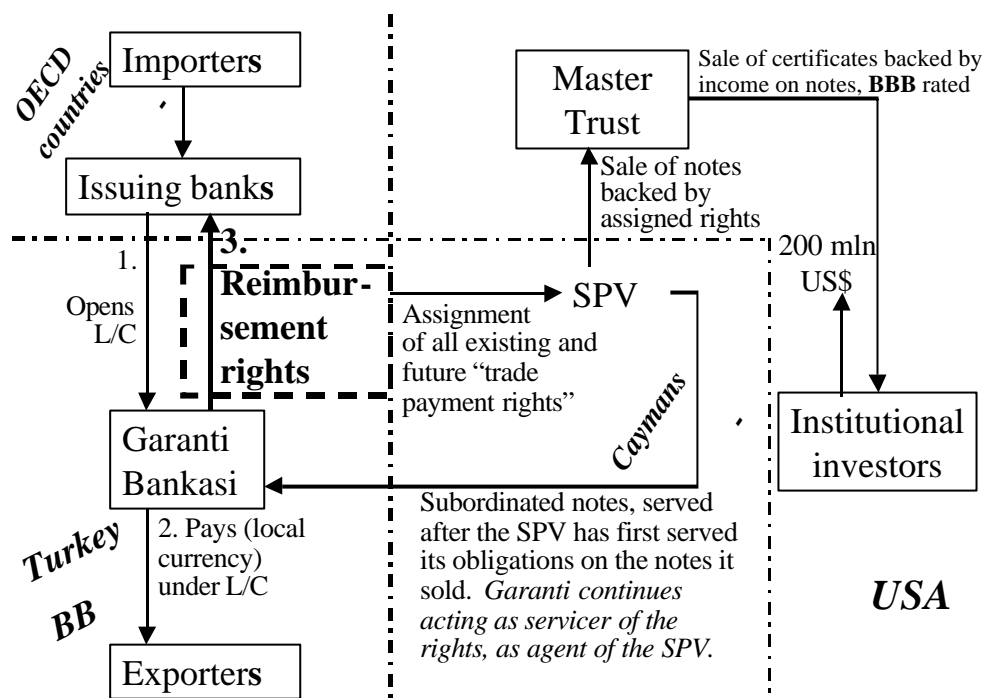 OECD
countries
Importers
Issuing banks
1.
Opens
L/C
3.
Reimbur-
sement
rights
Garanti
Bankasi
2. Pays (local
currency)
under L/C
Turkey
BB
Exporters
Master
Trust
Sale of certificates backed by
income on notes, BBB rated
Sale of notes
backed by
assigned rights
SPV
Assignment
of all existing and
future “trade
payment rights”
Caymans
200 mln
US$
Institutional
investors
Subordinated notes, served
after the SPV has first served
its obligations on the notes it
sold. Garanti continues
acting as servicer of the
rights, as agent of the SPV.
USA